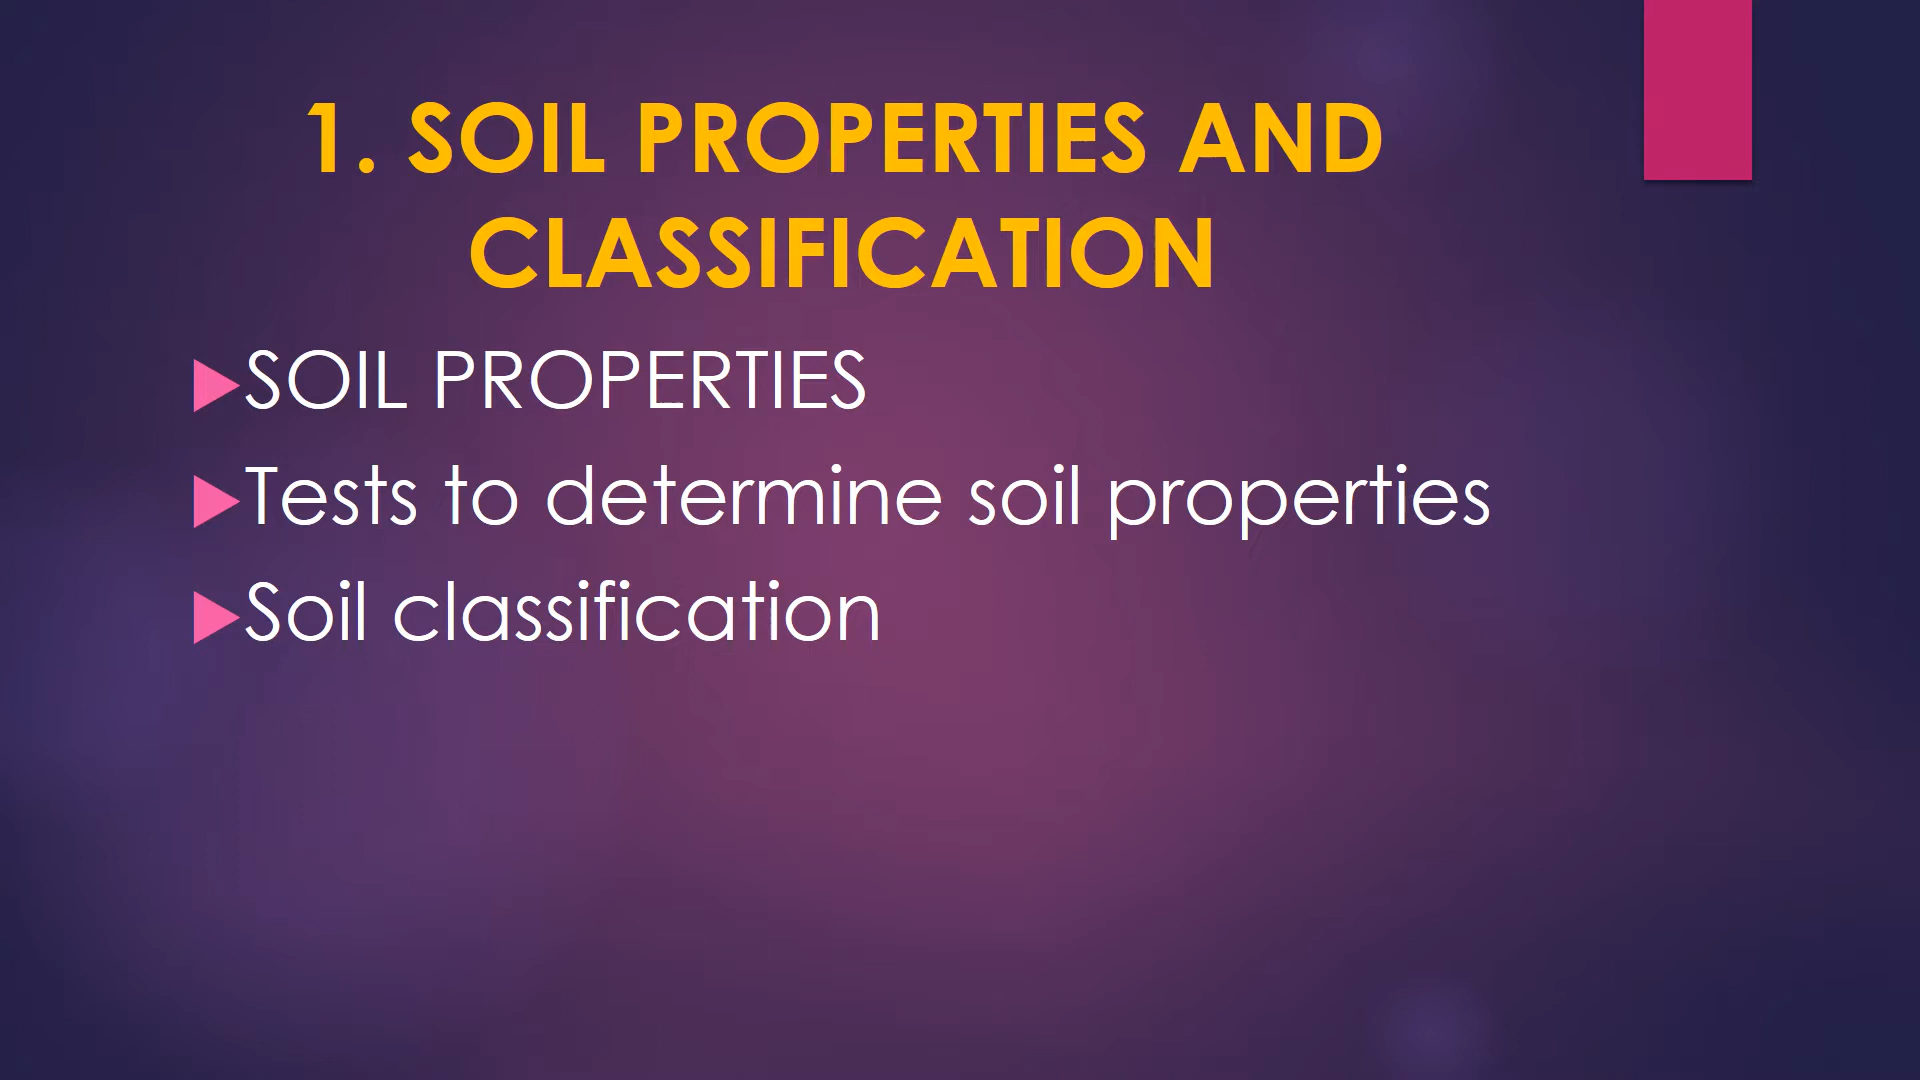 1. SOIL PROPERTIES AND
CLASSIFICATION
SOIL PROPERTIES
Tests to determine soil properties
Soil classification